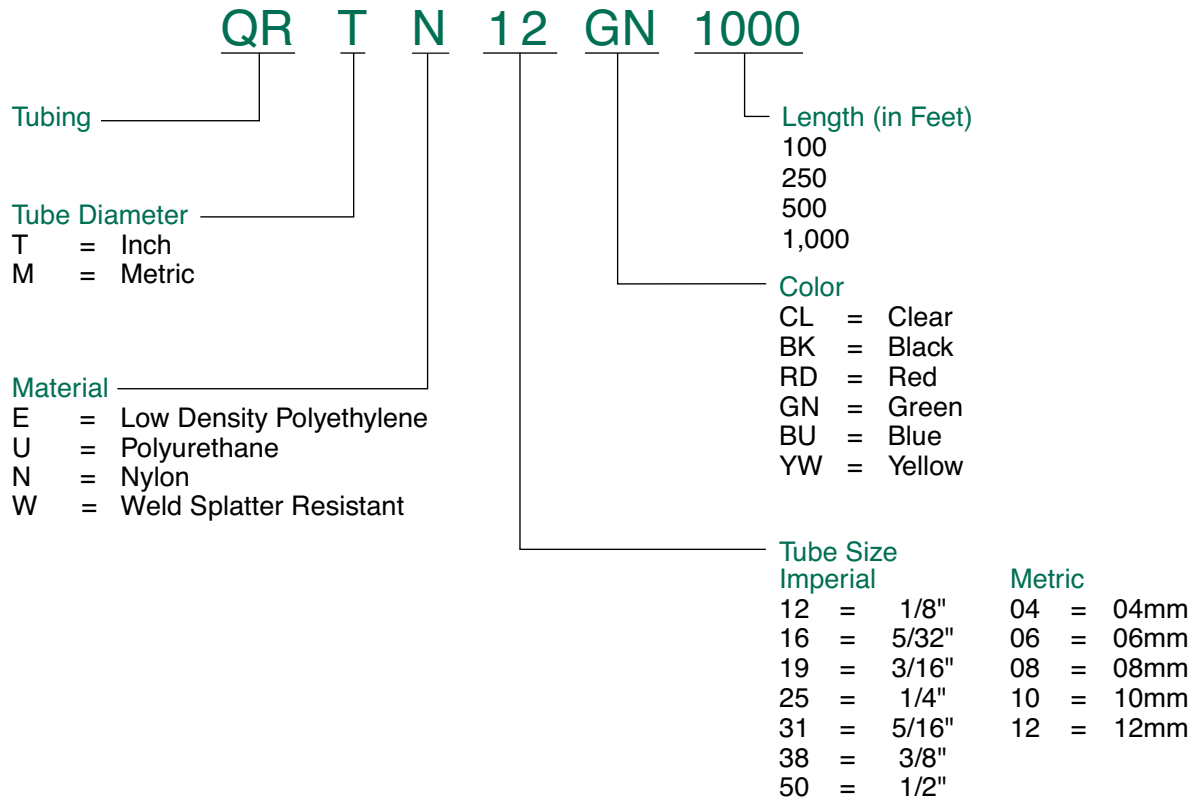 QR T N 12 GN 1000
Tubing
Tube Diameter
T = Inch
M = Metric
Material
E = Low Density Polyethylene
U = Polyurethane
N = Nylon
W = Weld Splatter Resistant
Length (in Feet)
100
250
500
1,000
Color
CL = Clear
BK = Black
RD = Red
GN = Green
BU = Blue
YW = Yellow
Tube Size
Imperial Metric
12 = 1/8" 04 = 04mm
16 = 5/32" 06 = 06mm
19 = 3/16" 08 = 08mm
25 = 1/4" 10 = 10mm
31 = 5/16" 12 = 12mm
38 = 3/8"
50 = 1/2"